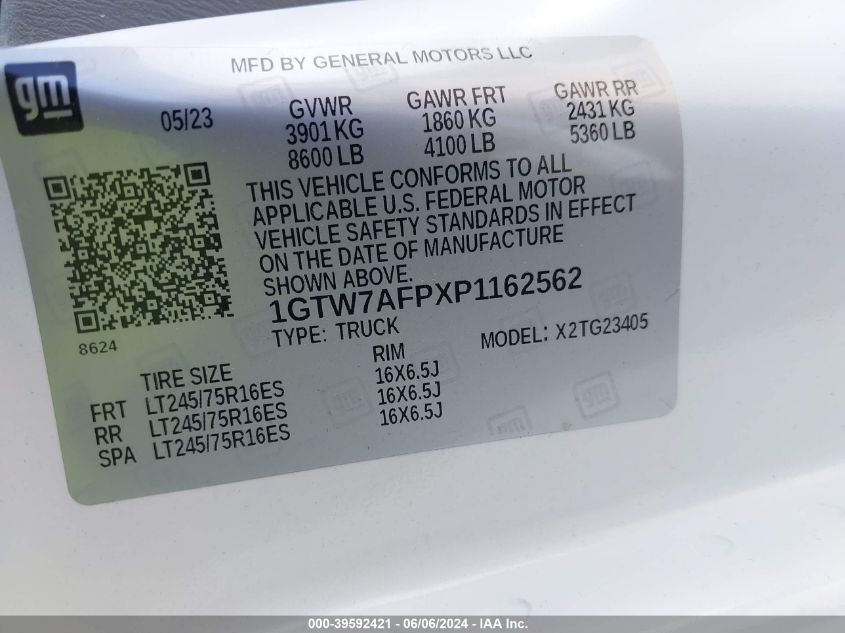 MFD BY GENERAL MOTORS LLC
gm
05/23
GVWR GAWR FRT GAWR RR
3901 KG 1860 KG 2431 KG
8600 LB 4100 LB 5360 LB
THIS VEHICLE CONFORMS TO ALL
APPLICABLE U.S. FEDERAL MOTOR
VEHICLE SAFETY STANDARDS IN EFFECT
ON THE DATE OF MANUFACTURE
SHOWN ABOVE.
1GTW7AFPXP1162562
TYPE: TRUCK MODEL: X2TG23405
8624
TIRE SIZE RIM
FRT LT245/75R16ES 16X6.5J
RR LT245/75R16ES 16X6.5J
SPA LT245/75R16ES 16X6.5J
000-39592421 - 06/06/2024 - IAA Inc.